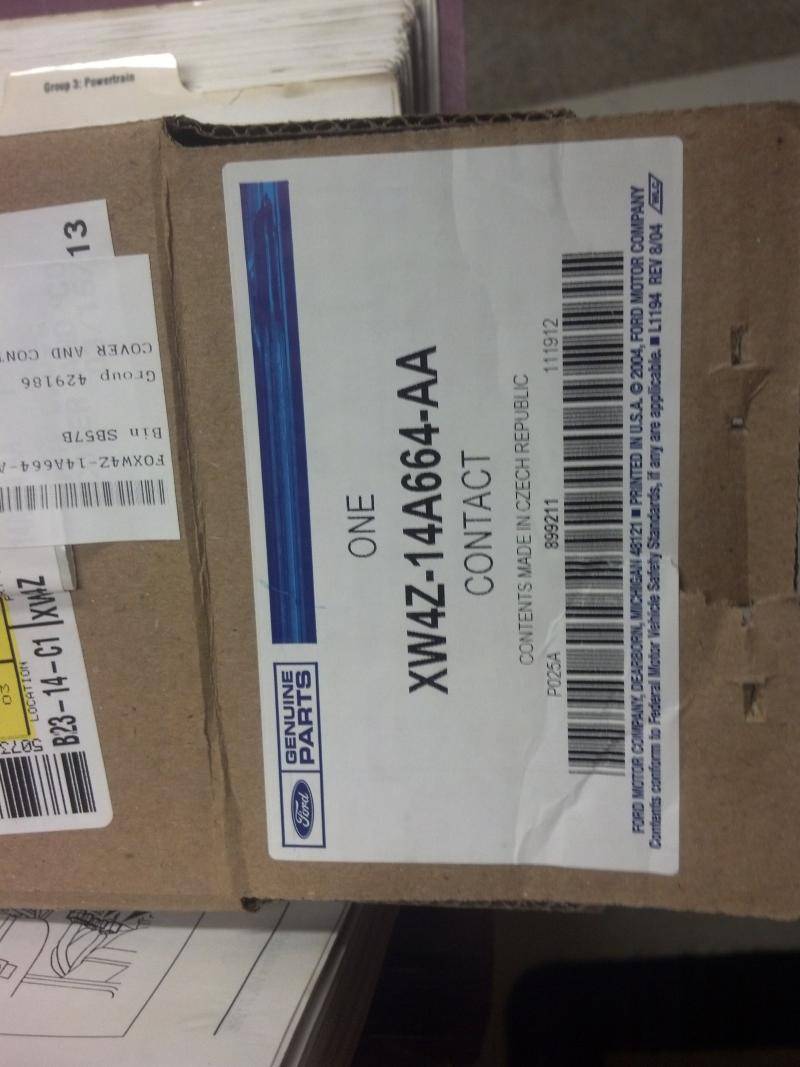 Group 3: Powertrain
13
COVER AND CON
Group 429186
Bin SB57B
FOXW4Z-14A664-A
03
LOCATION
5073
B23-14-C1 XW4Z
Ford
GENUINE
PARTS
ONE
XW4Z-14A664-AA
CONTACT
CONTENTS MADE IN CZECH REPUBLIC
P025A 899211 111912
FORD MOTOR COMPANY, DEARBORN, MICHIGAN 48121 ■ PRINTED IN U.S.A. © 2004, FORD MOTOR COMPANY
Contents conform to Federal Motor Vehicle Safety Standards, if any are applicable. ■ L1194 REV 8/04